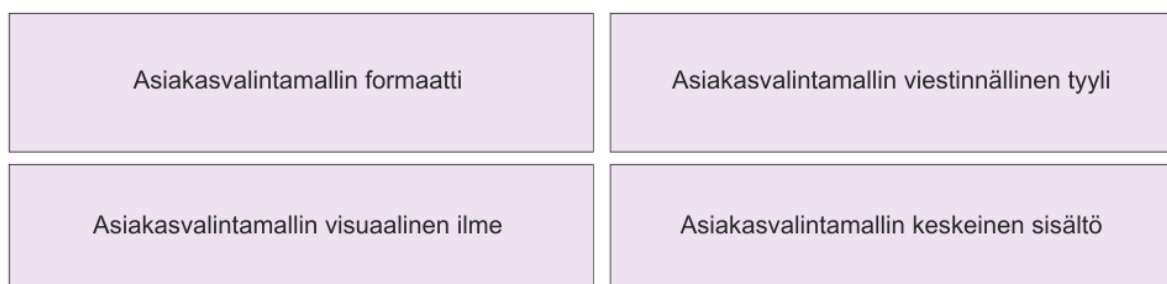 Asiakasvalintamallin formaatti
Asiakasvalintamallin viestinnällinen tyyli
Asiakasvalintamallin visuaalinen ilme
Asiakasvalintamallin keskeinen sisältö